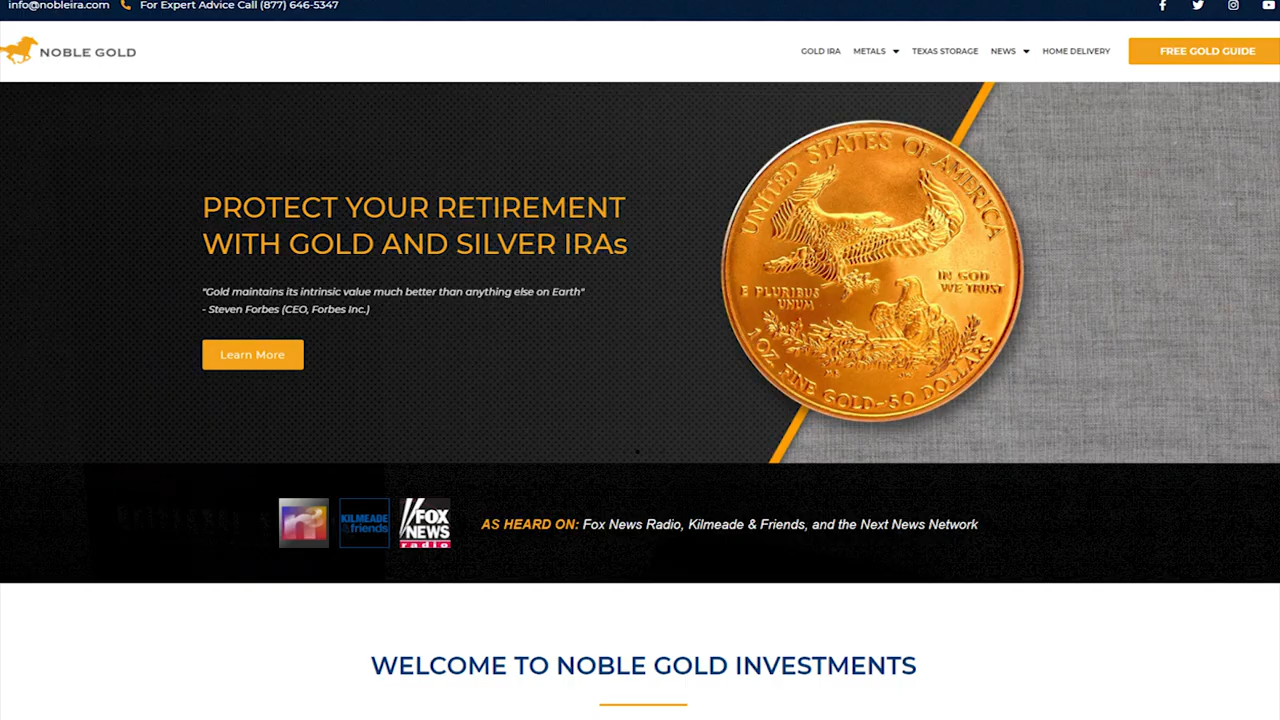 info@nobleira.com
For Expert Advice Call (877) 646-5347
NOBLE GOLD
GOLD IRA
METALS
TEXAS STORAGE
NEWS
HOME DELIVERY
FREE GOLD GUIDE
PROTECT YOUR RETIREMENT
WITH GOLD AND SILVER IRAs
"Gold maintains its intrinsic value much better than anything else on Earth"
- Steven Forbes (CEO, Forbes Inc.)
Learn More
UNITED STATES OF AMERICA
IN GOD
WE TRUST
E PLURIBUS
UNUM
1 OZ. FINE GOLD-50 DOLLARS
KILMEADE
&friends
FOX
NEWS
radio
AS HEARD ON: Fox News Radio, Kilmeade & Friends, and the Next News Network
WELCOME TO NOBLE GOLD INVESTMENTS